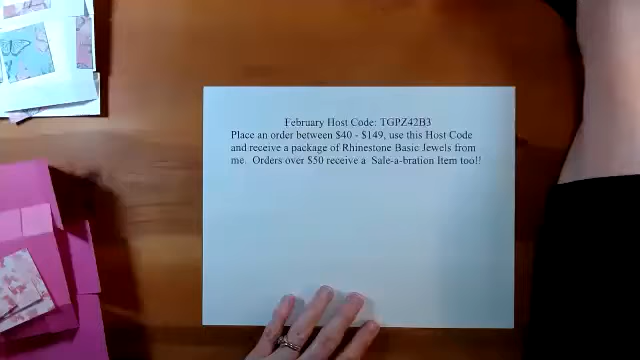 February Host Code: TGPZ42B3
Place an order between $40 - $149, use this Host Code
and receive a package of Rhinestone Basic Jewels from
me.  Orders over $50 receive a  Sale-a-bration Item too!!